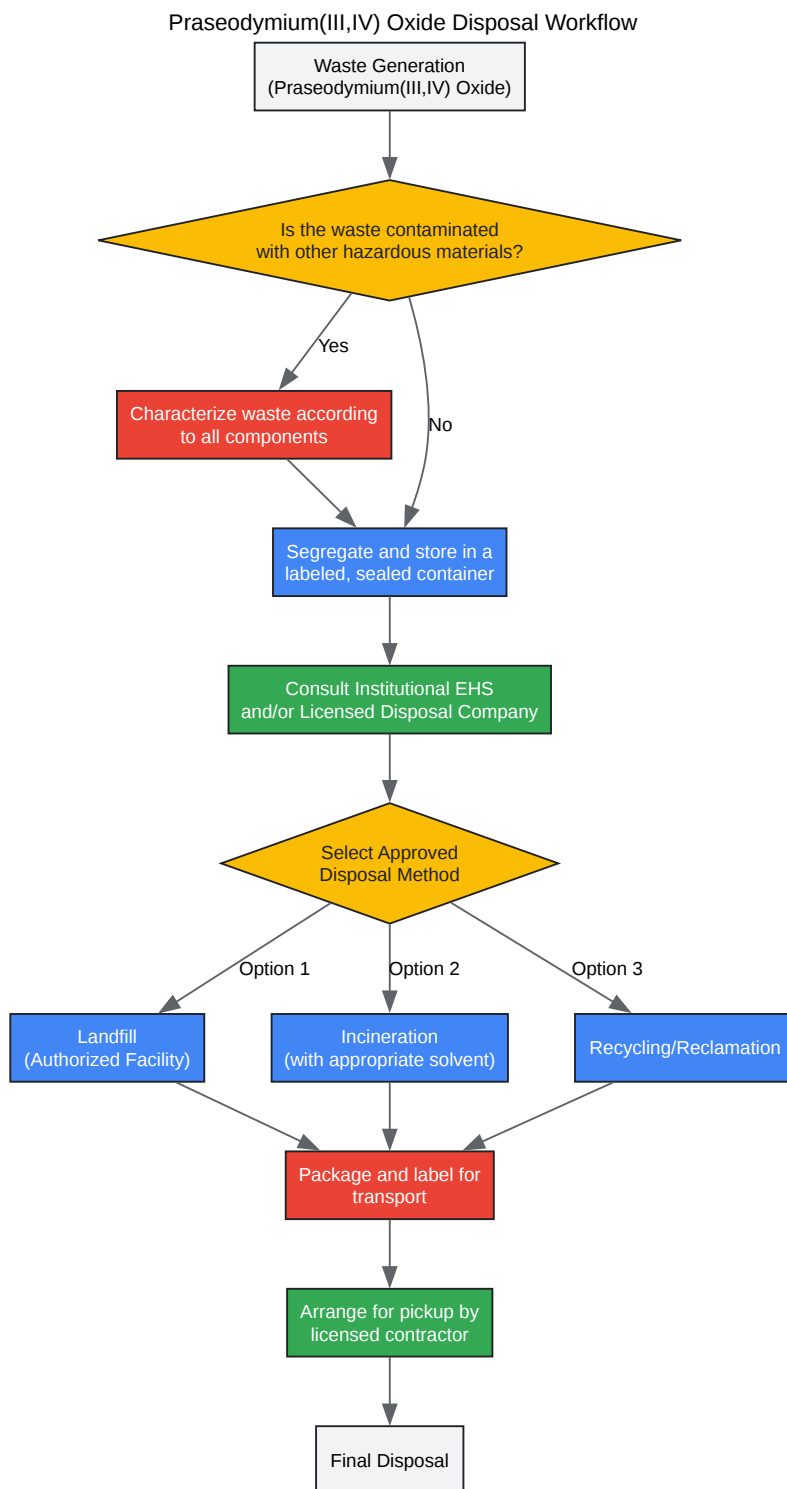 Praseodymium(III,IV) Oxide Disposal Workflow
Waste Generation
(Praseodymium(III,IV) Oxide)
Is the waste contaminated
with other hazardous materials?
Yes
No
Characterize waste according
to all components
Segregate and store in a
labeled, sealed container
Consult Institutional EHS
and/or Licensed Disposal Company
Select Approved
Disposal Method
Option 1
Option 2
Option 3
Landfill
(Authorized Facility)
Incineration
(with appropriate solvent)
Recycling/Reclamation
Package and label for
transport
Arrange for pickup by
licensed contractor
Final Disposal